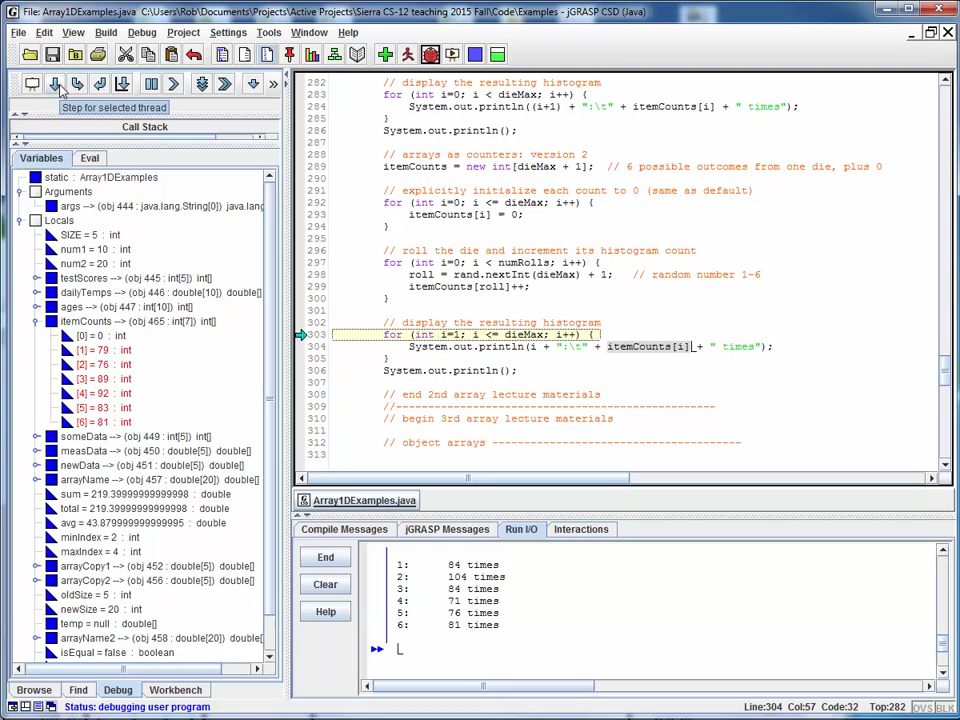 File: Array1DExamples.java  C:\Users\Rob\Documents\Projects\Active Projects\Sierra CS-12 teaching 2015 Fall\Code\Examples - jGRASP CSD (Java)
File Edit View Build Debug Project Settings Tools Window Help
Step for selected thread
Call Stack
Variables Eval
static : Array1DExamples
Arguments
args --> (obj 444 : java.lang.String[0]) java.lang
Locals
SIZE = 5 : int
num1 = 10 : int
num2 = 20 : int
testScores --> (obj 445 : int[5]) int[]
dailyTemps --> (obj 446 : double[10]) double[]
ages --> (obj 447 : int[10]) int[]
itemCounts --> (obj 465 : int[7]) int[]
[0] = 0 : int
[1] = 79 : int
[2] = 76 : int
[3] = 89 : int
[4] = 92 : int
[5] = 83 : int
[6] = 81 : int
someData --> (obj 449 : int[5]) int[]
measData --> (obj 450 : double[5]) double[]
newData --> (obj 451 : double[5]) double[]
arrayName --> (obj 457 : double[20]) double[]
sum = 219.39999999999998 : double
total = 219.39999999999998 : double
avg = 43.879999999999995 : double
minIndex = 2 : int
maxIndex = 4 : int
arrayCopy1 --> (obj 452 : double[5]) double[]
arrayCopy2 --> (obj 456 : double[5]) double[]
oldSize = 5 : int
newSize = 20 : int
temp = null : double[]
arrayName2 --> (obj 458 : double[20]) double[]
isEqual = false : boolean
Browse Find Debug Workbench
282 // display the resulting histogram
283 for (int i=0; i < dieMax; i++) {
284 System.out.println((i+1) + ":\t" + itemCounts[i] + " times");
285 }
286 System.out.println();
287
288 // arrays as counters: version 2
289 itemCounts = new int[dieMax + 1];  // 6 possible outcomes from one die, plus 0
290
291 // explicitly initialize each count to 0 (same as default)
292 for (int i=0; i < dieMax; i++) {
293 itemCounts[i] = 0;
294 }
295
296 // roll the die and increment its histogram count
297 for (int i=0; i < numRolls; i++) {
298 roll = rand.nextInt(dieMax) + 1;  // random number 1-6
299 itemCounts[roll]++;
300 }
301
302 // display the resulting histogram
303 for (int i=1; i <= dieMax; i++) {
304 System.out.println(i + ":\t" + itemCounts[i] + " times");
305 }
306 System.out.println();
307
308 // end 2nd array lecture materials
309 //--------------------------------------------------
310 // begin 3rd array lecture materials
311
312 // object arrays ---------------------------------------
313
Array1DExamples.java
Compile Messages jGRASP Messages Run I/O Interactions
End
Clear
Help
1: 84 times
2: 104 times
3: 84 times
4: 71 times
5: 76 times
6: 81 times
Status: debugging user program
Line:304 Col:57 Code:32 Top:282 OVS BLK